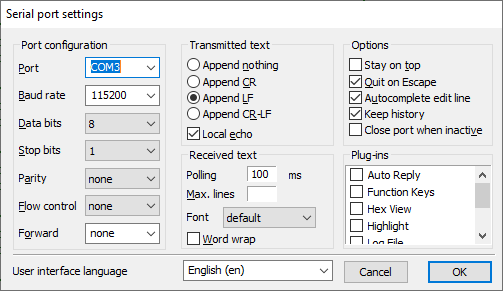 Serial port settings
Port configuration
Port COM3
Baud rate 115200
Data bits 8
Stop bits 1
Parity none
Flow control none
Forward none
Transmitted text
Append nothing
Append CR
Append LF
Append CR-LF
Local echo
Received text
Polling 100 ms
Max. lines
Font default
Word wrap
Options
Stay on top
Quit on Escape
Autocomplete edit line
Keep history
Close port when inactive
Plug-ins
Auto Reply
Function Keys
Hex View
Highlight
Log File
User interface language English (en) Cancel OK